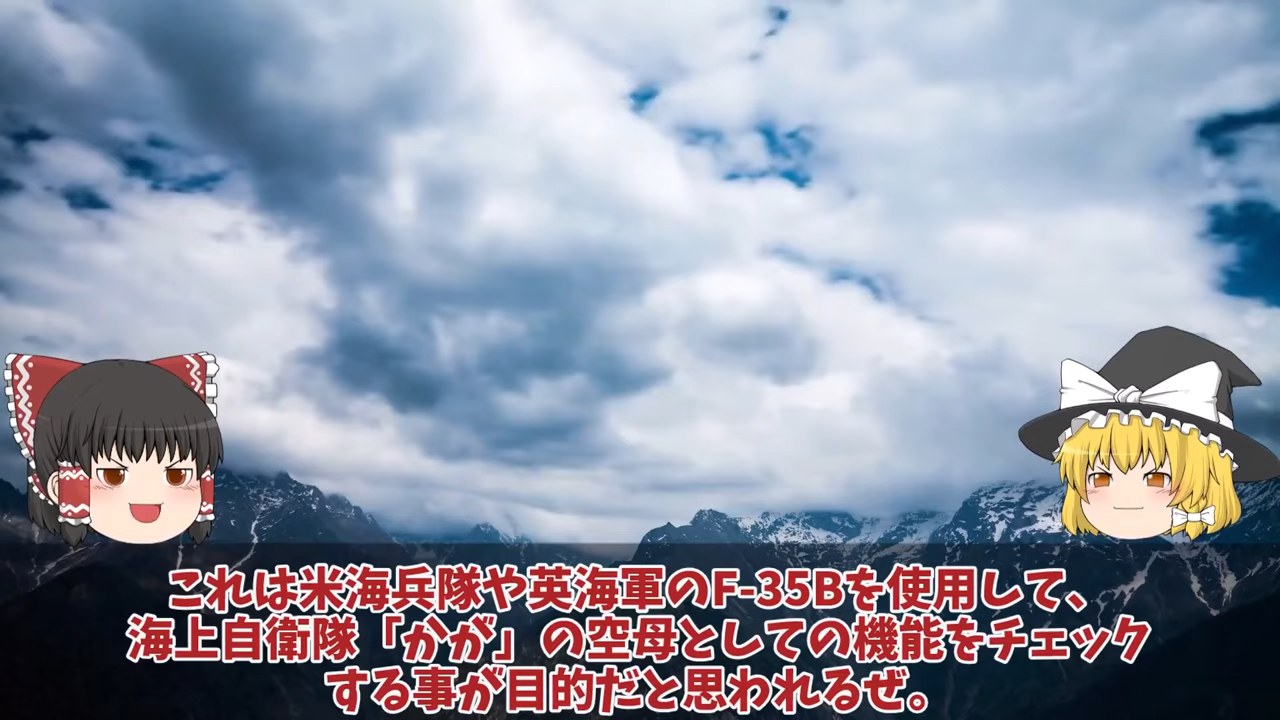 これは米海兵隊や英海軍のF-35Bを使用して、
海上自衛隊「かが」の空母としての機能をチェック
する事が目的だと思われるぜ。